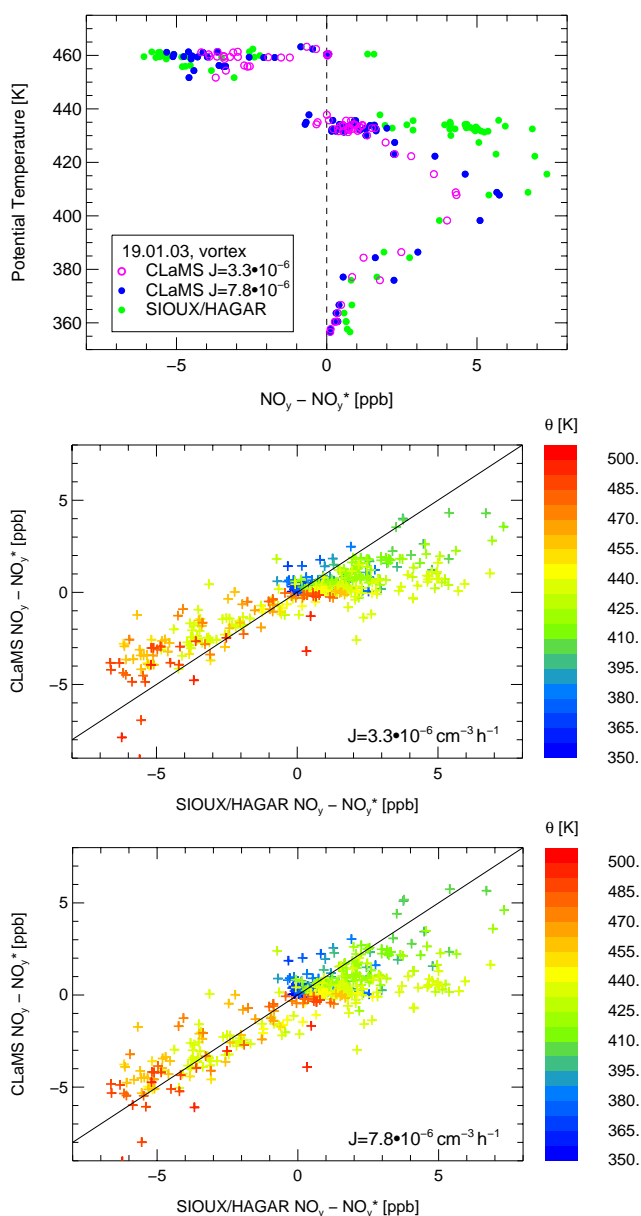 460
440
420
400
380
360
Potential Temperature [K]
19.01.03, vortex
CLaMS J=3.3•10⁻⁶
CLaMS J=7.8•10⁻⁶
SIOUX/HAGAR
−5 0 5
NOy − NOy* [ppb]
θ [K]
5
0
−5
CLaMS NOy − NOy* [ppb]
J=3.3•10⁻⁶ cm⁻³ h⁻¹
−5 0 5
SIOUX/HAGAR NOy − NOy* [ppb]
500.
485.
470.
455.
440.
425.
410.
395.
380.
365.
350.
θ [K]
5
0
−5
CLaMS NOy − NOy* [ppb]
J=7.8•10⁻⁶ cm⁻³ h⁻¹
−5 0 5
SIOUX/HAGAR NOy − NOy* [ppb]
500.
485.
470.
455.
440.
425.
410.
395.
380.
365.
350.